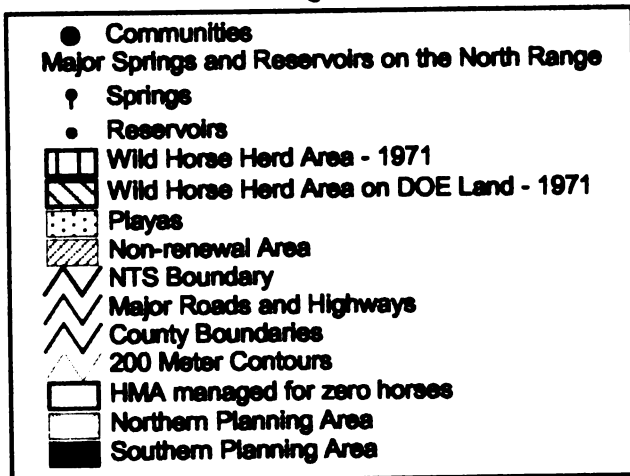 Communities
Major Springs and Reservoirs on the North Range
Springs
Reservoirs
Wild Horse Herd Area - 1971
Wild Horse Herd Area on DOE Land - 1971
Playas
Non-renewal Area
NTS Boundary
Major Roads and Highways
County Boundaries
200 Meter Contours
HMA managed for zero horses
Northern Planning Area
Southern Planning Area